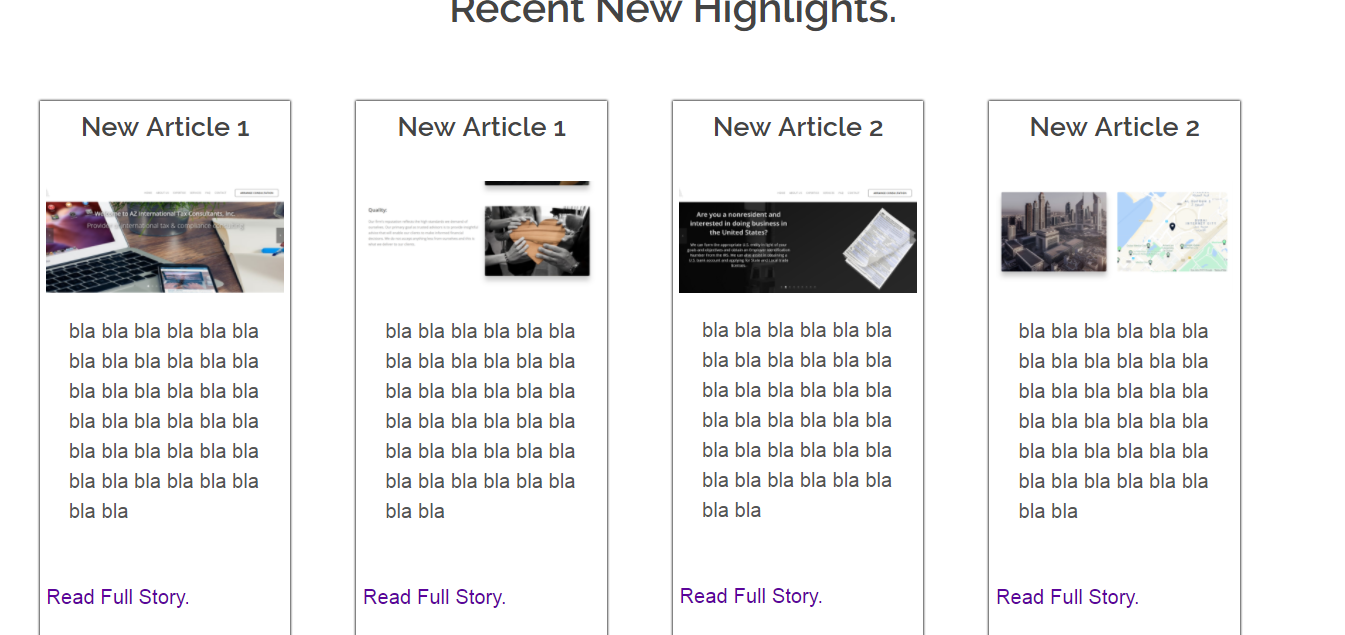 Recent New Highlights.
New Article 1
Welcome to AZ International Tax Consultants, Inc.
bla bla bla bla bla bla
bla bla bla bla bla bla
bla bla bla bla bla bla
bla bla bla bla bla bla
bla bla bla bla bla bla
bla bla bla bla bla bla
bla bla
Read Full Story.
New Article 1
Quality:
bla bla bla bla bla bla
bla bla bla bla bla bla
bla bla bla bla bla bla
bla bla bla bla bla bla
bla bla bla bla bla bla
bla bla bla bla bla bla
bla bla
Read Full Story.
New Article 2
Are you a nonresident and
interested in doing business in
the United States?
bla bla bla bla bla bla
bla bla bla bla bla bla
bla bla bla bla bla bla
bla bla bla bla bla bla
bla bla bla bla bla bla
bla bla bla bla bla bla
bla bla
Read Full Story.
New Article 2
bla bla bla bla bla bla
bla bla bla bla bla bla
bla bla bla bla bla bla
bla bla bla bla bla bla
bla bla bla bla bla bla
bla bla bla bla bla bla
bla bla
Read Full Story.